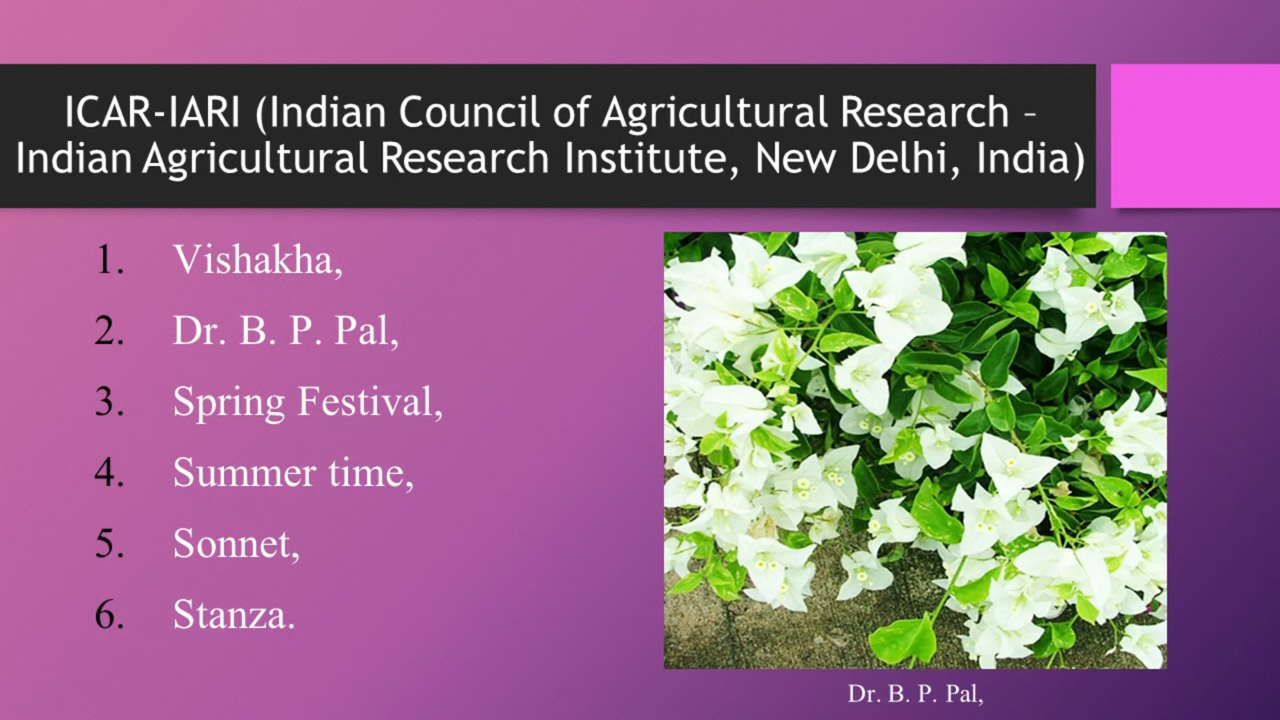 ICAR-IARI (Indian Council of Agricultural Research –
Indian Agricultural Research Institute, New Delhi, India)
1. Vishakha,
2. Dr. B. P. Pal,
3. Spring Festival,
4. Summer time,
5. Sonnet,
6. Stanza.
Dr. B. P. Pal,